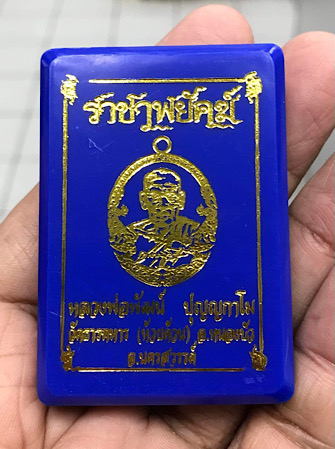 ราชาพยัคฆ์
หลวงพ่อพัฒน์ ปุญญกาโม
วัดธารทหาร (ห้วยด้วน) อ.หนองบัว
จ.นครสวรรค์